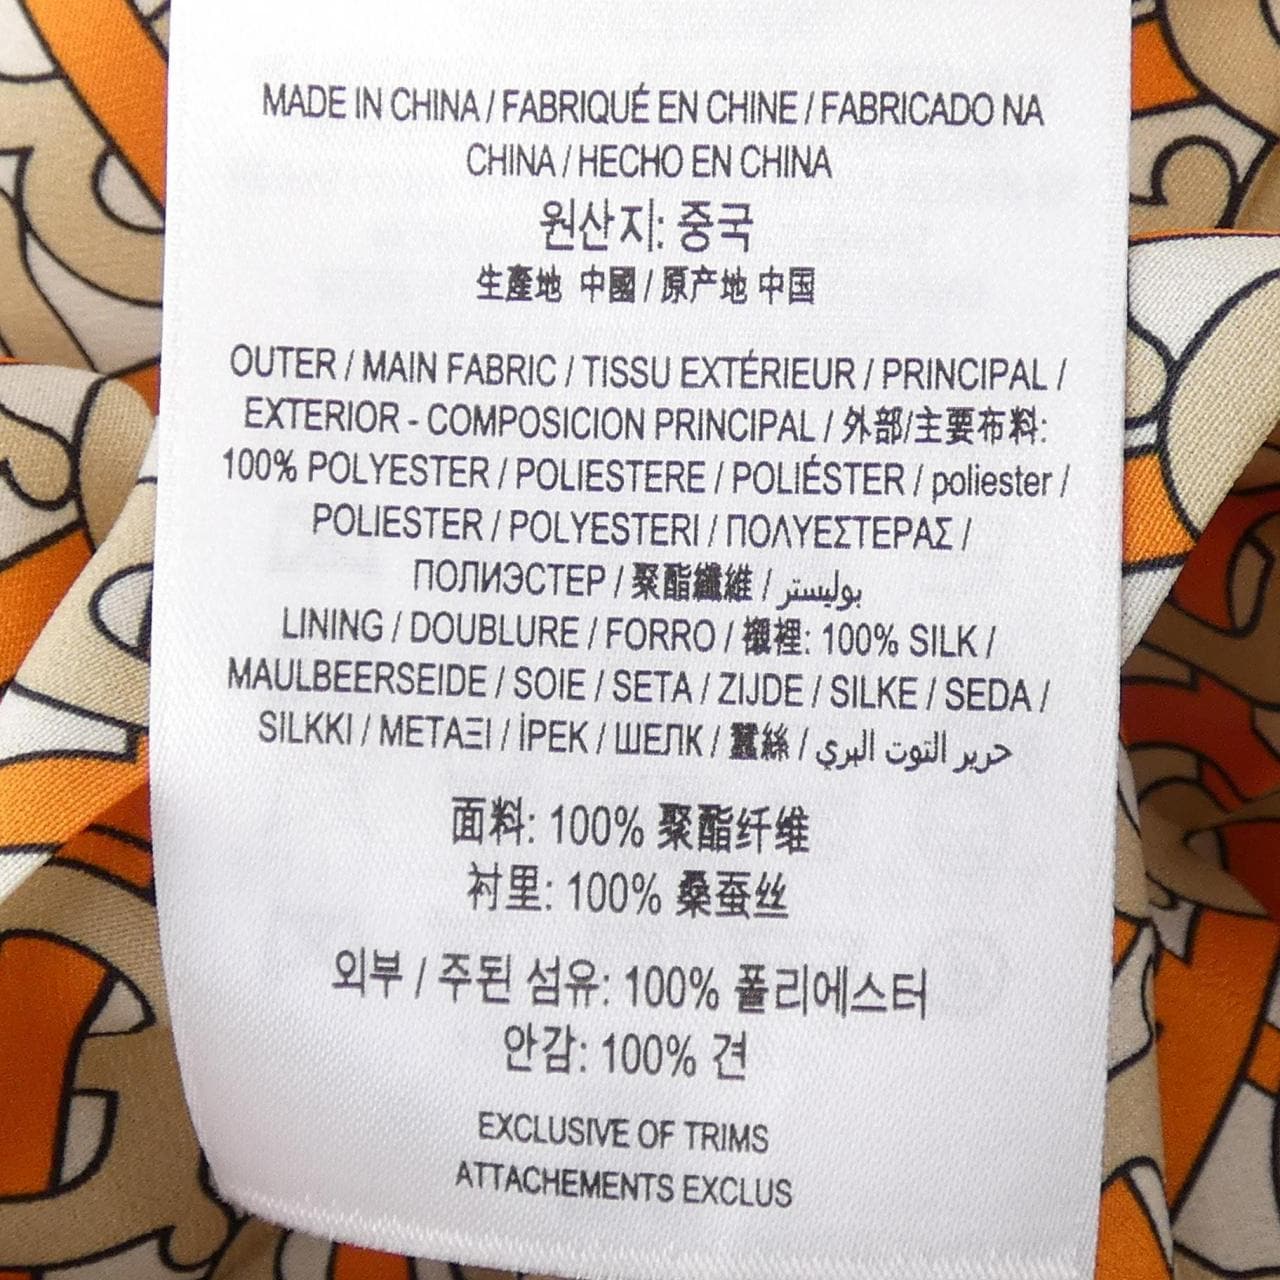 MADE IN CHINA / FABRIQUÉ EN CHINE / FABRICADO NA
CHINA / HECHO EN CHINA
원산지: 중국
生產地 中國 / 原产地 中国
OUTER / MAIN FABRIC / TISSU EXTÉRIEUR / PRINCIPAL /
EXTERIOR - COMPOSICION PRINCIPAL / 外部/主要布料:
100% POLYESTER / POLIESTERE / POLIÉSTER / poliester /
POLIESTER / POLYESTERI / ΠΟΛΥΕΣΤΕΡΑΣ /
ПОЛИЭСТЕР / 聚酯纖維 / بوليستر
LINING / DOUBLURE / FORRO / 襯裡: 100% SILK /
MAULBEERSEIDE / SOIE / SETA / ZIJDE / SILKE / SEDA /
SILKKI / ΜΕΤΑΞΙ / İPEK / ШЕЛК / 蠶絲 / حرير التوت البري
面料: 100% 聚酯纤维
衬里: 100% 桑蚕丝
외부 / 주된 섬유: 100% 폴리에스터
안감: 100% 견
EXCLUSIVE OF TRIMS
ATTACHEMENTS EXCLUS